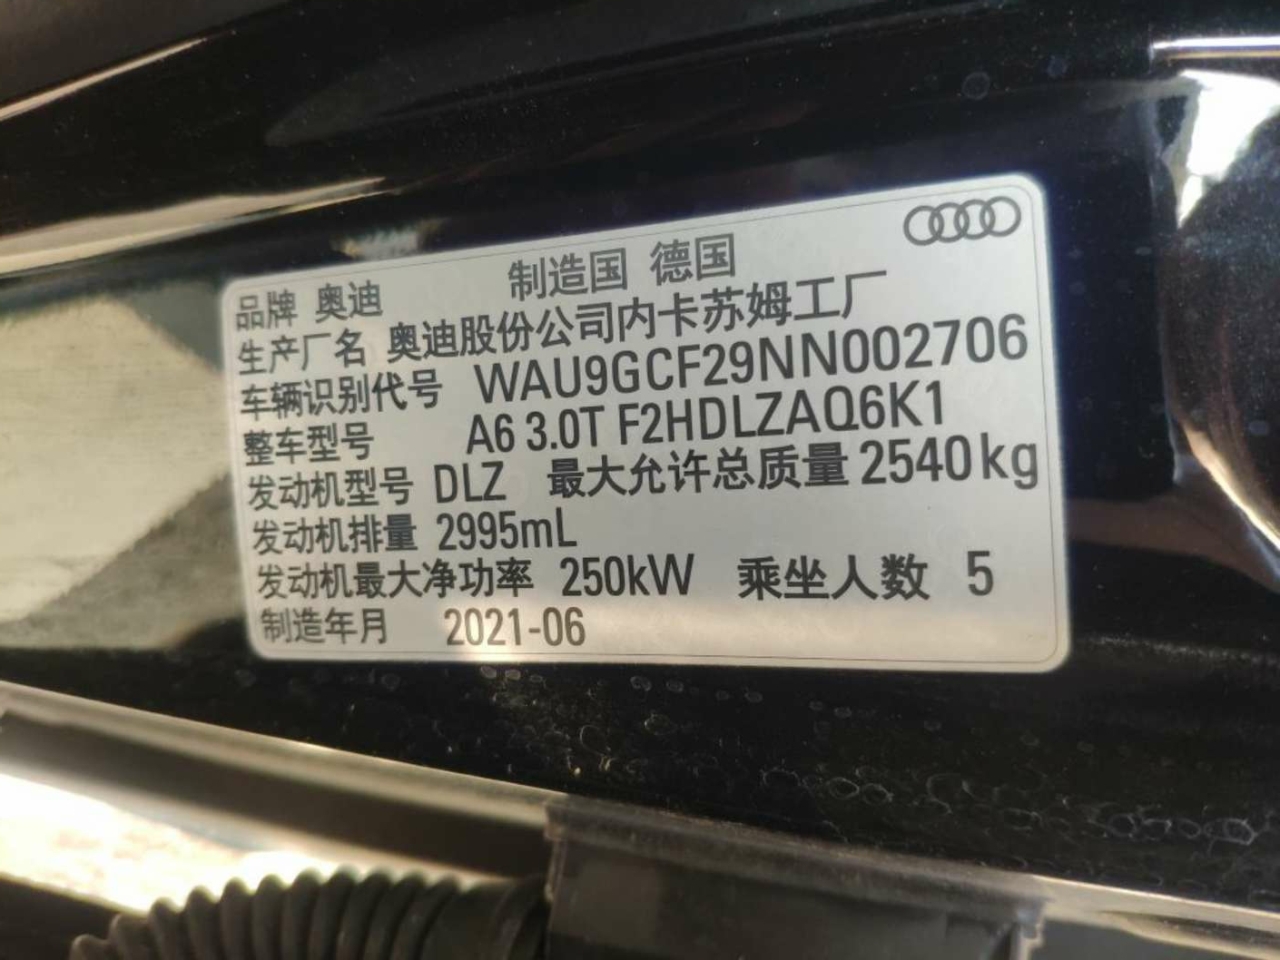 品牌 奥迪 制造国 德国
生产厂名 奥迪股份公司内卡苏姆工厂
车辆识别代号 WAU9GCF29NN002706
整车型号 A6 3.0T F2HDLZAQ6K1
发动机型号 DLZ 最大允许总质量 2540kg
发动机排量 2995mL
发动机最大净功率 250kW 乘坐人数 5
制造年月 2021-06